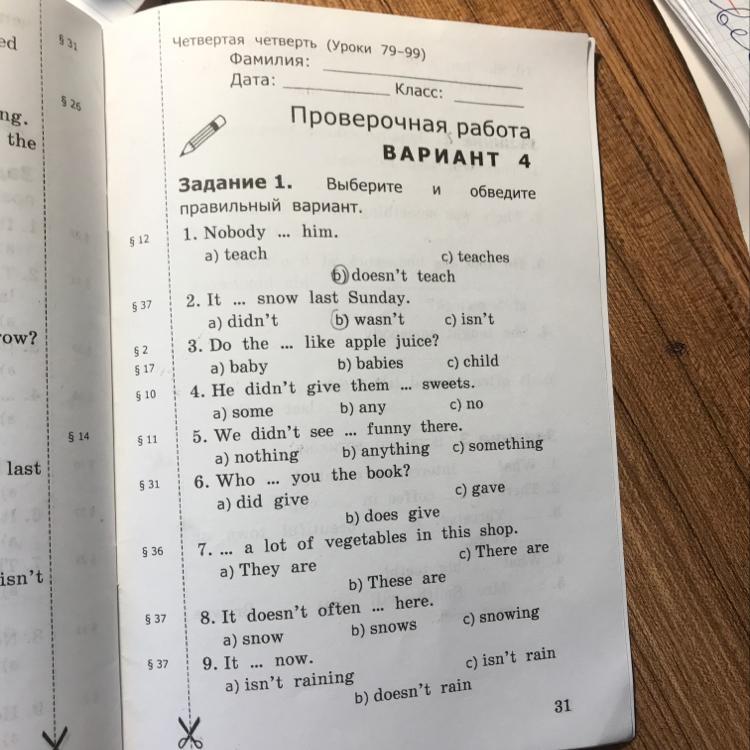 ed
§ 31
§ 26
ng.
the
row?
§ 14
last
isn't
Четвертая четверть (Уроки 79–99)
Фамилия:
Дата: Класс:
Проверочная работа
ВАРИАНТ 4
Задание 1. Выберите и обведите
правильный вариант.
§ 12 1. Nobody ... him.
a) teach c) teaches
b) doesn't teach
§ 37 2. It ... snow last Sunday.
a) didn't b) wasn't c) isn't
§ 2 3. Do the ... like apple juice?
§ 17 a) baby b) babies c) child
§ 10 4. He didn't give them ... sweets.
a) some b) any c) no
§ 11 5. We didn't see ... funny there.
a) nothing b) anything c) something
§ 31 6. Who ... you the book?
a) did give c) gave
b) does give
§ 36 7. ... a lot of vegetables in this shop.
a) They are c) There are
b) These are
§ 37 8. It doesn't often ... here.
a) snow b) snows c) snowing
§ 37 9. It ... now.
a) isn't raining c) isn't rain
b) doesn't rain
31